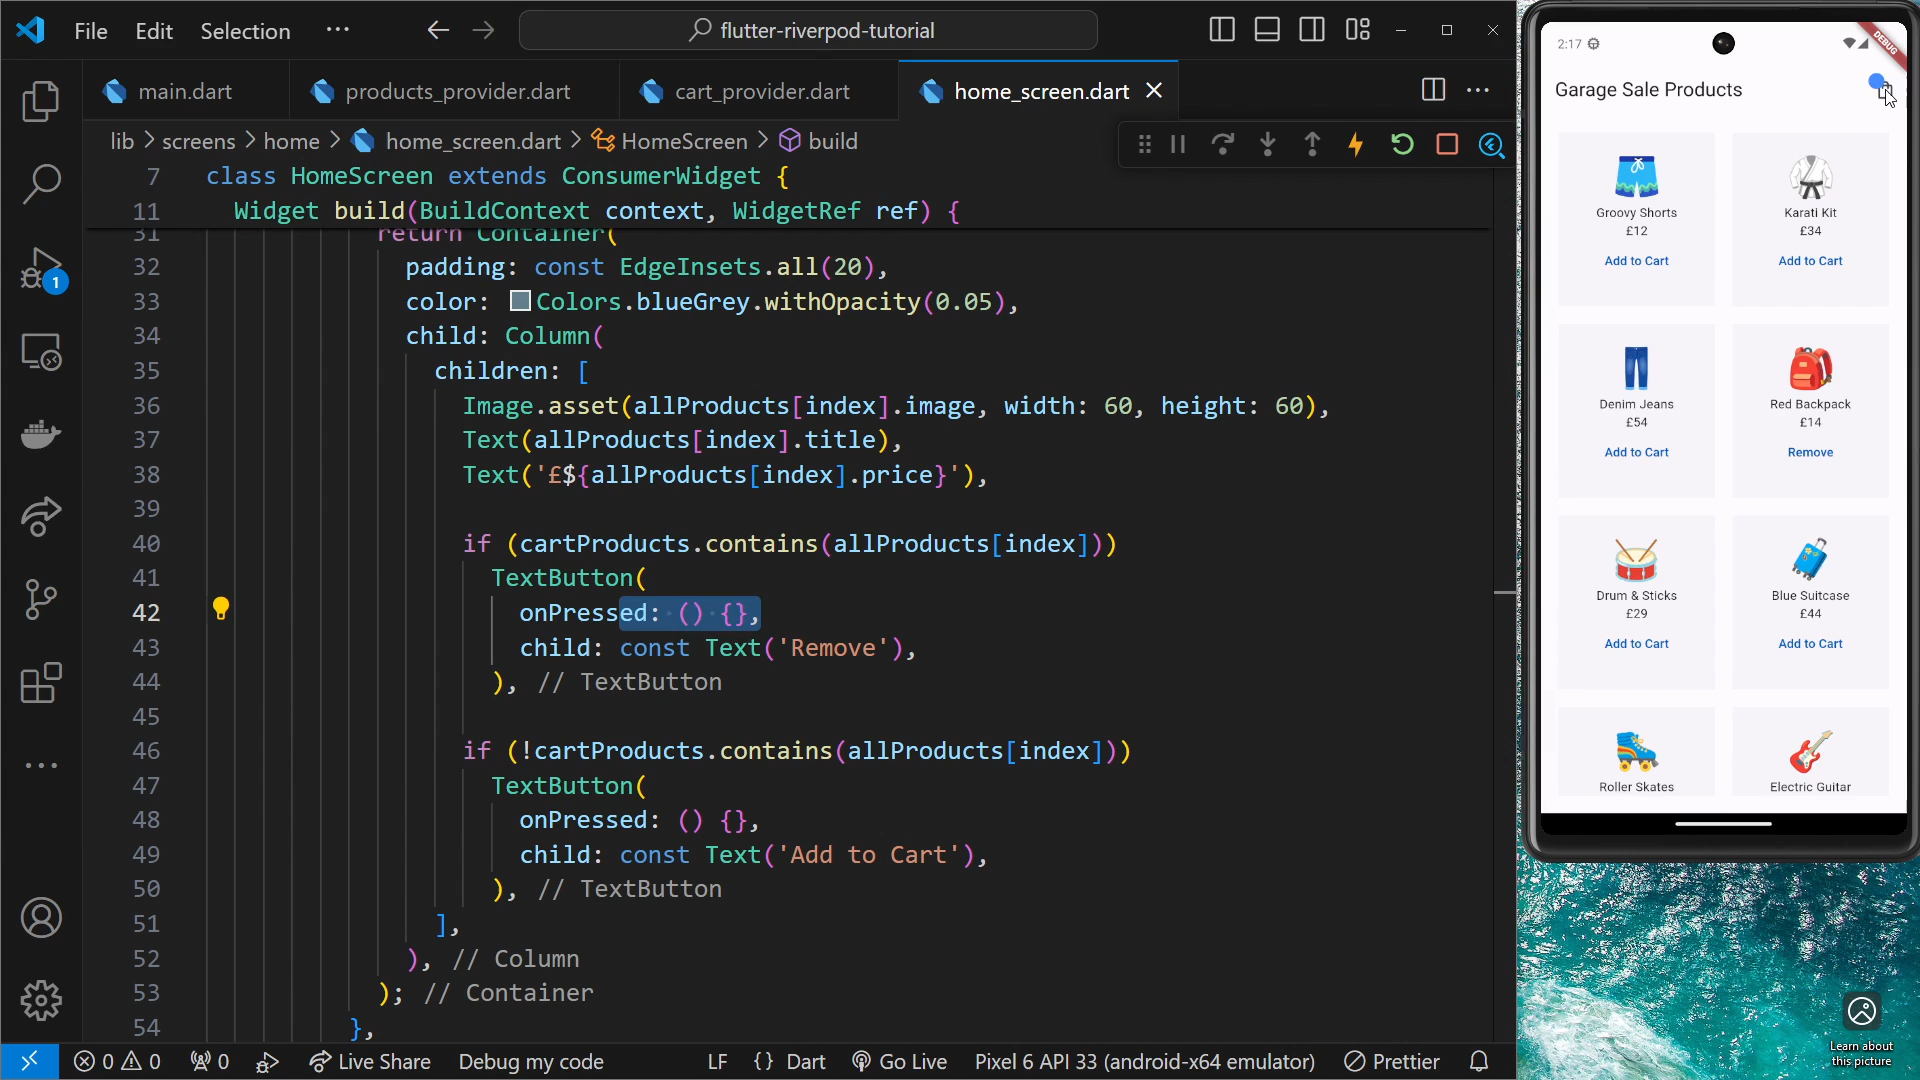 File Edit Selection ···
flutter-riverpod-tutorial
main.dart
products_provider.dart
cart_provider.dart
home_screen.dart
lib > screens > home > home_screen.dart > HomeScreen > build
7 class HomeScreen extends ConsumerWidget {
11 Widget build(BuildContext context, WidgetRef ref) {
31 return Container(
32 padding: const EdgeInsets.all(20),
33 color: Colors.blueGrey.withOpacity(0.05),
34 child: Column(
35 children: [
36 Image.asset(allProducts[index].image, width: 60, height: 60),
37 Text(allProducts[index].title),
38 Text('£${allProducts[index].price}'),
39
40 if (cartProducts.contains(allProducts[index]))
41 TextButton(
42 onPressed: () {},
43 child: const Text('Remove'),
44 ), // TextButton
45
46 if (!cartProducts.contains(allProducts[index]))
47 TextButton(
48 onPressed: () {},
49 child: const Text('Add to Cart'),
50 ), // TextButton
51 ],
52 ), // Column
53 ); // Container
54 },
1
0 0 0 Live Share Debug my code LF {} Dart Go Live Pixel 6 API 33 (android-x64 emulator) Prettier
2:17
DEBUG
Garage Sale Products
Groovy Shorts
£12
Add to Cart
Karati Kit
£34
Add to Cart
Denim Jeans
£54
Add to Cart
Red Backpack
£14
Remove
Drum & Sticks
£29
Add to Cart
Blue Suitcase
£44
Add to Cart
Roller Skates
Electric Guitar
Learn about
this picture